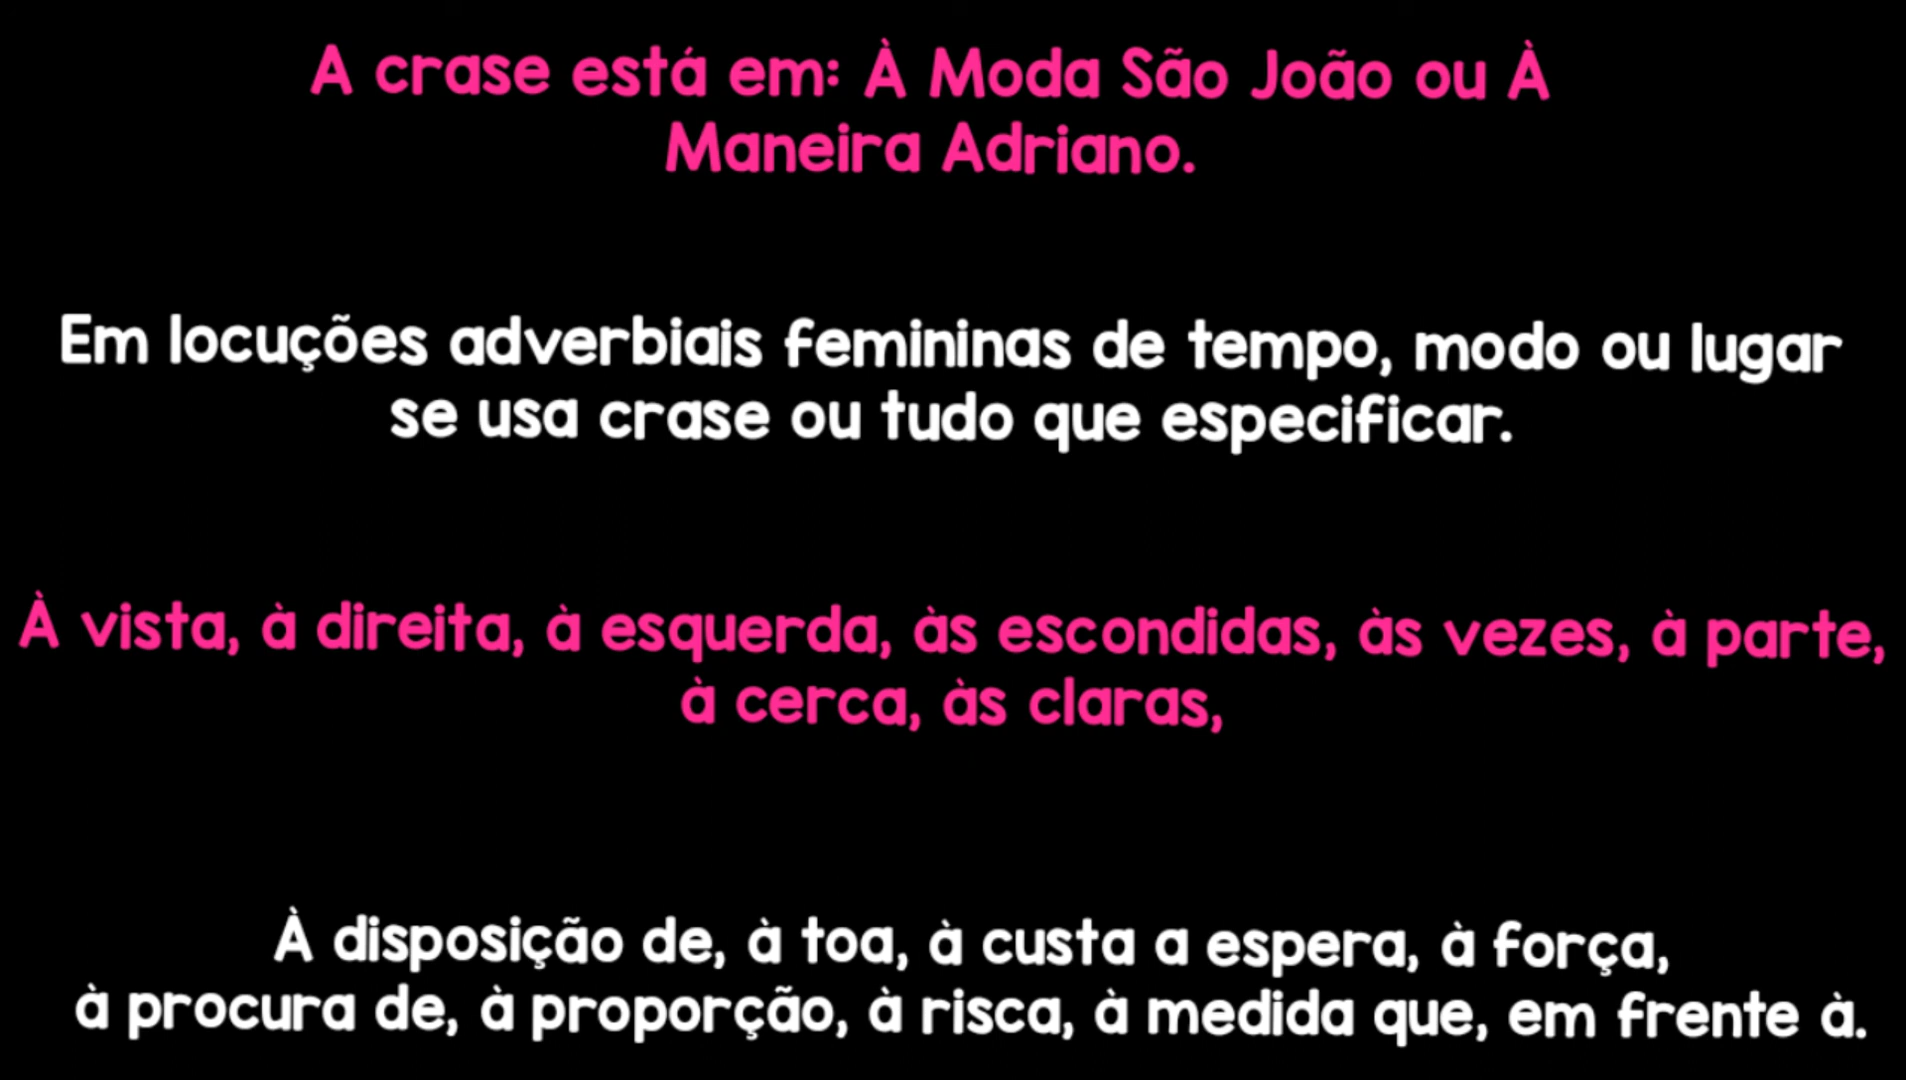 A crase está em: À Moda São João ou À
Maneira Adriano.
Em locuções adverbiais femininas de tempo, modo ou lugar
se usa crase ou tudo que especificar.
À vista, à direita, à esquerda, às escondidas, às vezes, à parte,
à cerca, às claras,
À disposição de, à toa, à custa a espera, à força,
à procura de, à proporção, à risca, à medida que, em frente à.